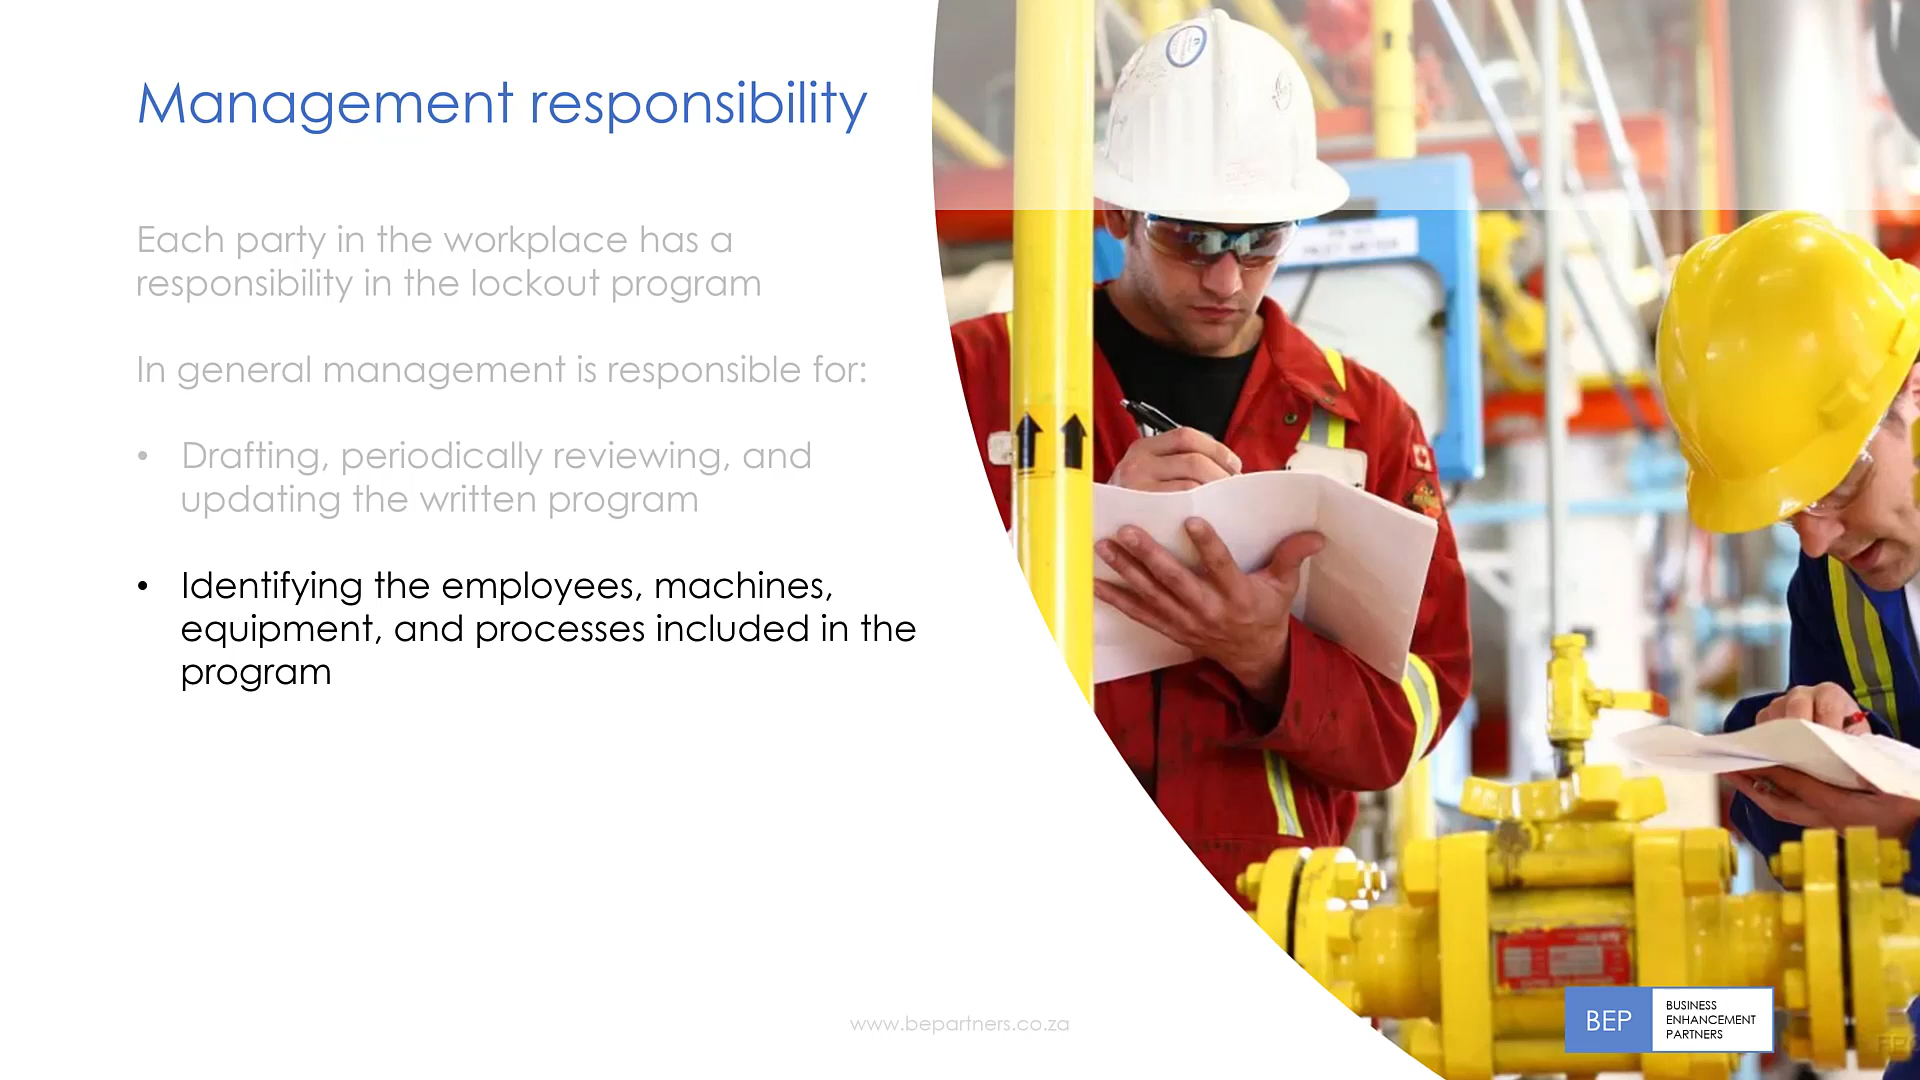 Management responsibility
Each party in the workplace has a
responsibility in the lockout program
In general management is responsible for:
• Drafting, periodically reviewing, and
updating the written program
• Identifying the employees, machines,
equipment, and processes included in the
program
www.bepartners.co.za
BEP
BUSINESS
ENHANCEMENT
PARTNERS